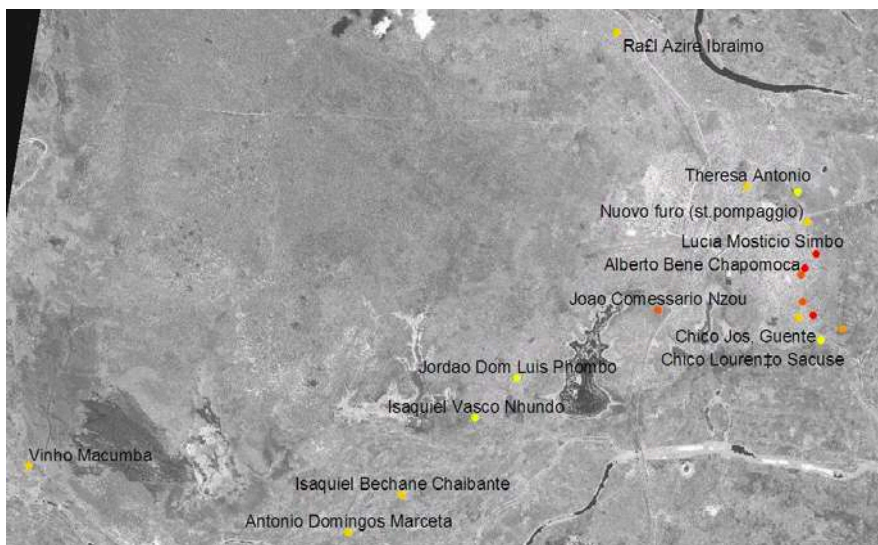 Ra£l Azire Ibraimo
Theresa Antonio
Nuovo furo (st.pompaggio)
Lucia Mosticio Simbo
Alberto Bene Chapomoca
Joao Comessario Nzou
Chico Jos, Guente
Chico Louren‡o Sacuse
Jordao Dom Luis Phombo
Isaquiel Vasco Nhundo
Vinho Macumba
Isaquiel Bechane Chaibante
Antonio Domingos Marceta